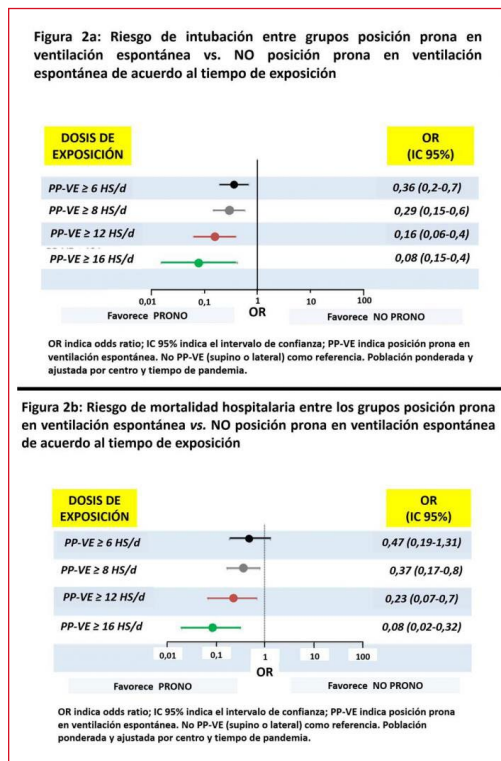 Figura 2a: Riesgo de intubación entre grupos posición prona en
ventilación espontánea vs. NO posición prona en ventilación
espontánea de acuerdo al tiempo de exposición
DOSIS DE
EXPOSICIÓN
OR
(IC 95%)
PP-VE ≥ 6 HS/d 0,36 (0,2-0,7)
PP-VE ≥ 8 HS/d 0,29 (0,15-0,6)
PP-VE ≥ 12 HS/d 0,16 (0,06-0,4)
PP-VE ≥ 16 HS/d 0,08 (0,15-0,4)
0,01 0,1 1 10 100
Favorece PRONO OR Favorece NO PRONO
OR indica odds ratio; IC 95% indica el intervalo de confianza; PP-VE indica posición prona en
ventilación espontánea. No PP-VE (supino o lateral) como referencia. Población ponderada y
ajustada por centro y tiempo de pandemia.
Figura 2b: Riesgo de mortalidad hospitalaria entre los grupos posición prona
en ventilación espontánea vs. NO posición prona en ventilación espontánea
de acuerdo al tiempo de exposición
DOSIS DE
EXPOSICIÓN
OR
(IC 95%)
PP-VE ≥ 6 HS/d 0,47 (0,19-1,31)
PP-VE ≥ 8 HS/d 0,37 (0,17-0,8)
PP-VE ≥ 12 HS/d 0,23 (0,07-0,7)
PP-VE ≥ 16 HS/d 0,08 (0,02-0,32)
0,01 0,1 1 10 100
OR
Favorece PRONO Favorece NO PRONO
OR indica odds ratio; IC 95% indica el intervalo de confianza; PP-VE indica posición prona
en ventilación espontánea. No PP-VE (supino o lateral) como referencia. Población
ponderada y ajustada por centro y tiempo de pandemia.